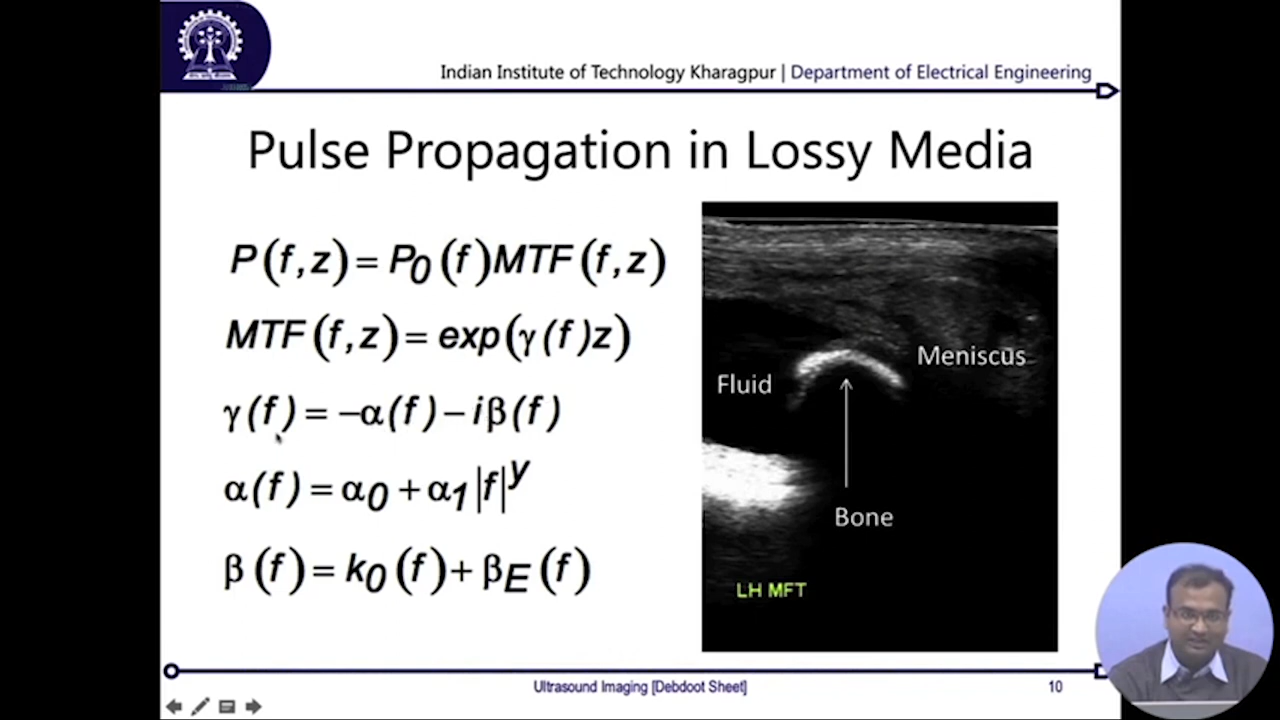 Indian Institute of Technology Kharagpur | Department of Electrical Engineering
Pulse Propagation in Lossy Media
P(f,z)=P0(f)MTF(f,z)
MTF(f,z)=exp(γ(f)z)
γ(f)=-α(f)-iβ(f)
α(f)=α0+α1|f|^y
β(f)=k0(f)+βE(f)
Meniscus
Fluid
Bone
LH MFT
Ultrasound Imaging [Debdoot Sheet]
10